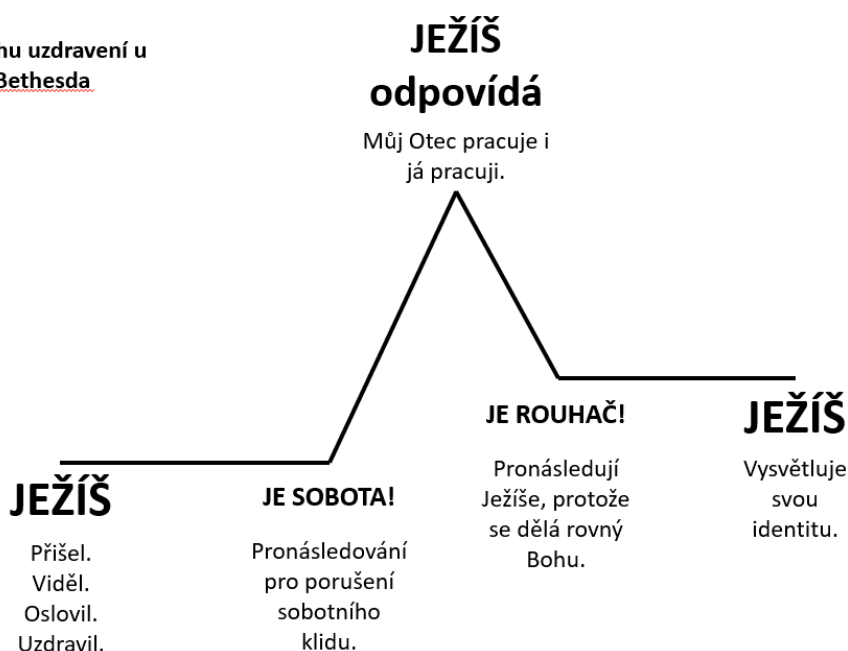 hu uzdravení u
Bethesda
JEŽÍŠ
odpovídá
Můj Otec pracuje i
já pracuji.
JEŽÍŠ
Přišel.
Viděl.
Oslovil.
Uzdravil.
JE SOBOTA!
Pronásledování
pro porušení
sobotního
klidu.
JE ROUHAČ!
Pronásledují
Ježíše, protože
se dělá rovný
Bohu.
JEŽÍŠ
Vysvětluje
svou
identitu.